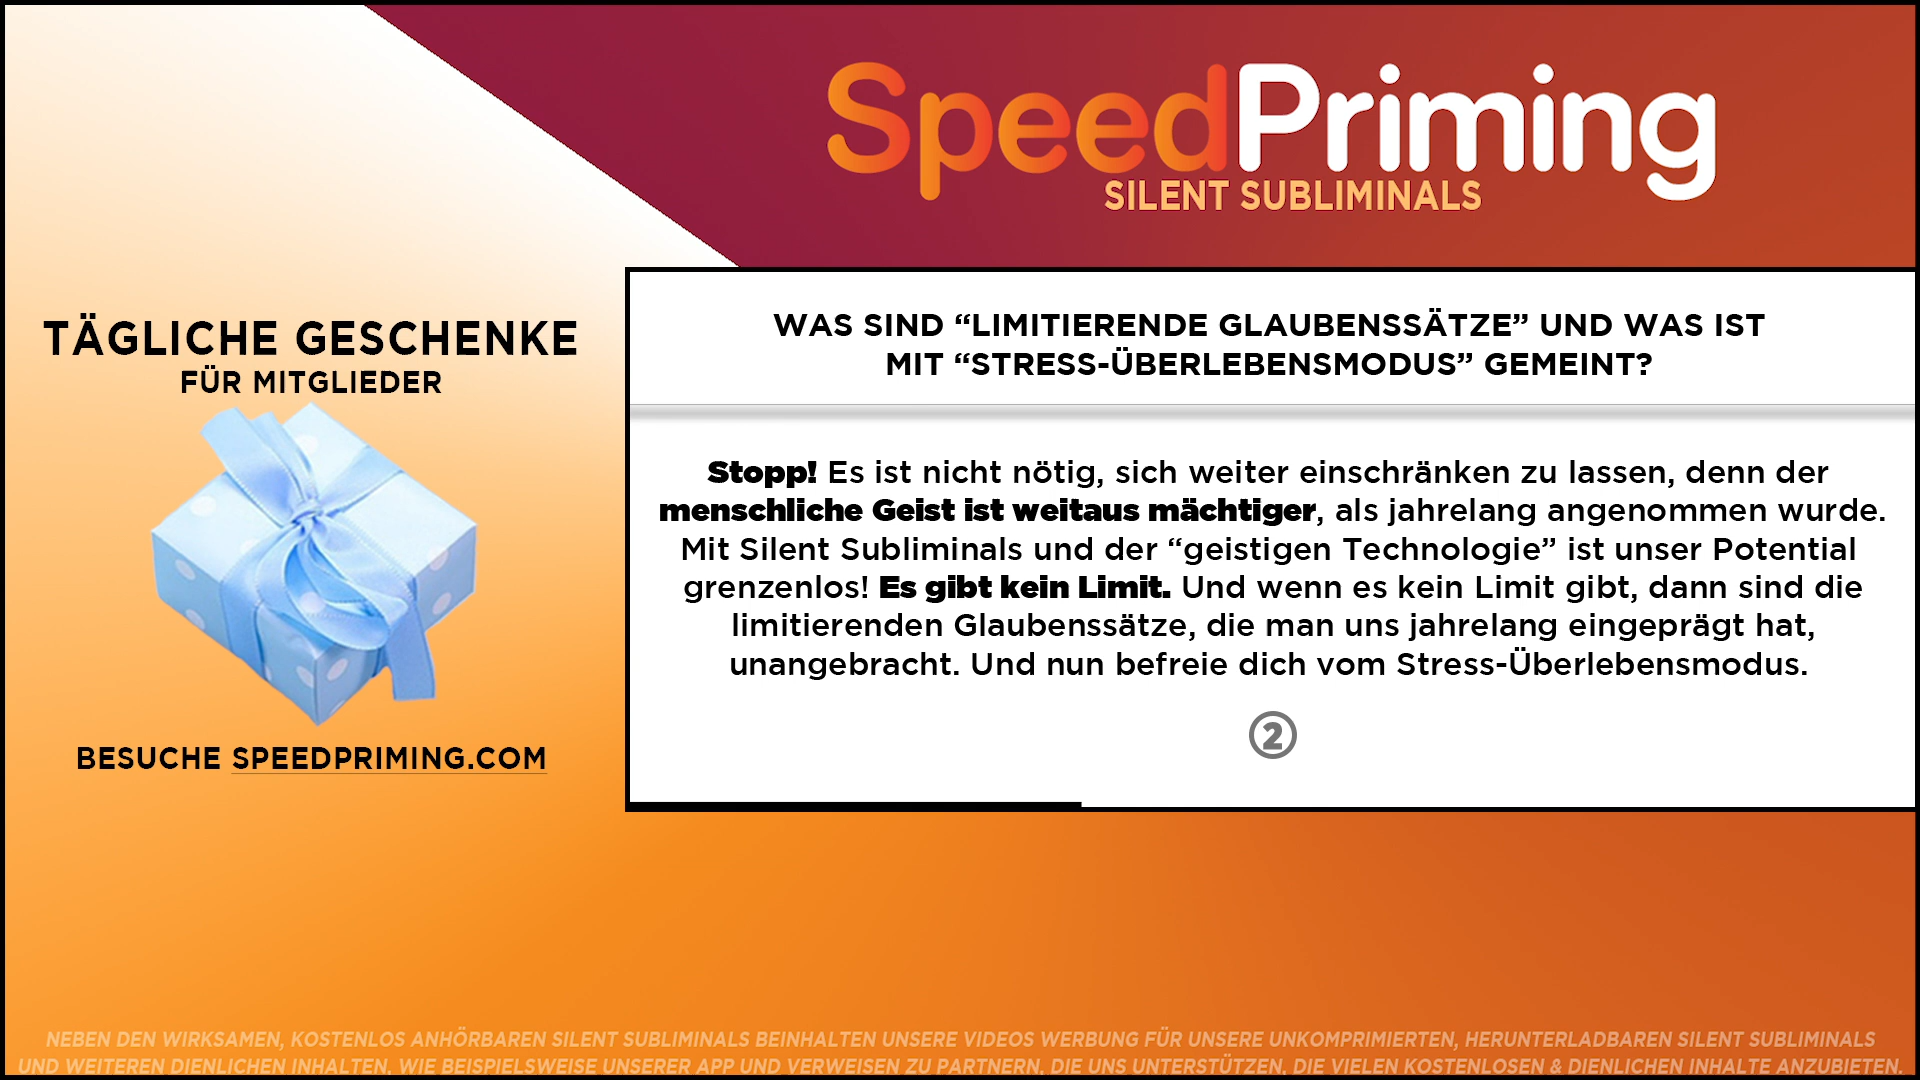 SpeedPriming
SILENT SUBLIMINALS
TÄGLICHE GESCHENKE
FÜR MITGLIEDER
BESUCHE SPEEDPRIMING.COM
WAS SIND “LIMITIERENDE GLAUBENSSÄTZE” UND WAS IST
MIT “STRESS-ÜBERLEBENSMODUS” GEMEINT?
Stopp! Es ist nicht nötig, sich weiter einschränken zu lassen, denn der
menschliche Geist ist weitaus mächtiger, als jahrelang angenommen wurde.
Mit Silent Subliminals und der “geistigen Technologie” ist unser Potential
grenzenlos! Es gibt kein Limit. Und wenn es kein Limit gibt, dann sind die
limitierenden Glaubenssätze, die man uns jahrelang eingeprägt hat,
unangebracht. Und nun befreie dich vom Stress-Überlebensmodus.
2
NEBEN DEN WIRKSAMEN, KOSTENLOS ANHÖRBAREN SILENT SUBLIMINALS BEINHALTEN UNSERE VIDEOS WERBUNG FÜR UNSERE UNKOMPRIMIERTEN, HERUNTERLADBAREN SILENT SUBLIMINALS
UND WEITEREN DIENLICHEN INHALTEN, WIE BEISPIELSWEISE UNSERER APP UND VERWEISEN ZU PARTNERN, DIE UNS UNTERSTÜTZEN, DIE VIELEN KOSTENLOSEN & DIENLICHEN INHALTE ANZUBIETEN.